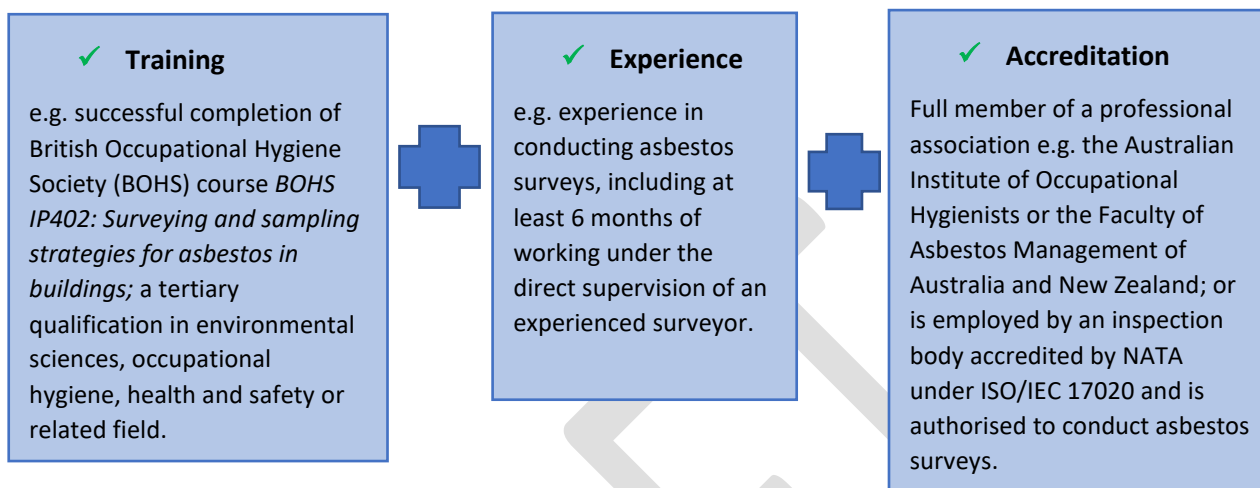 ✓ Training
e.g. successful completion of
British Occupational Hygiene
Society (BOHS) course BOHS
IP402: Surveying and sampling
strategies for asbestos in
buildings; a tertiary
qualification in environmental
sciences, occupational
hygiene, health and safety or
related field.
✓ Experience
e.g. experience in
conducting asbestos
surveys, including at
least 6 months of
working under the
direct supervision of an
experienced surveyor.
✓ Accreditation
Full member of a professional
association e.g. the Australian
Institute of Occupational
Hygienists or the Faculty of
Asbestos Management of
Australia and New Zealand; or
is employed by an inspection
body accredited by NATA
under ISO/IEC 17020 and is
authorised to conduct asbestos
surveys.